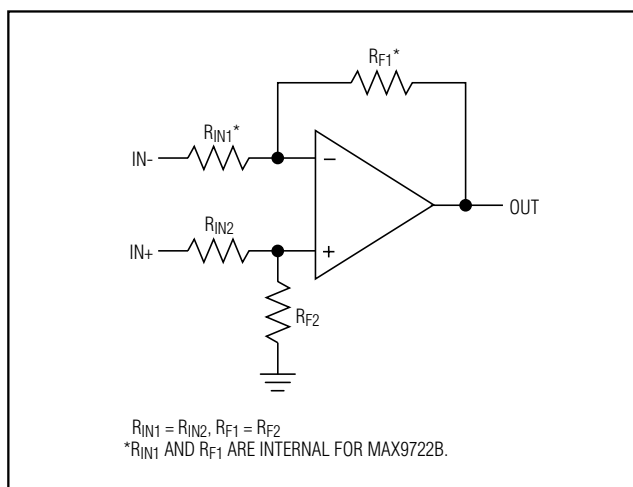 RF1*
RIN1*
IN-
−
OUT
RIN2
IN+
+
RF2
RIN1 = RIN2, RF1 = RF2
*RIN1 AND RF1 ARE INTERNAL FOR MAX9722B.